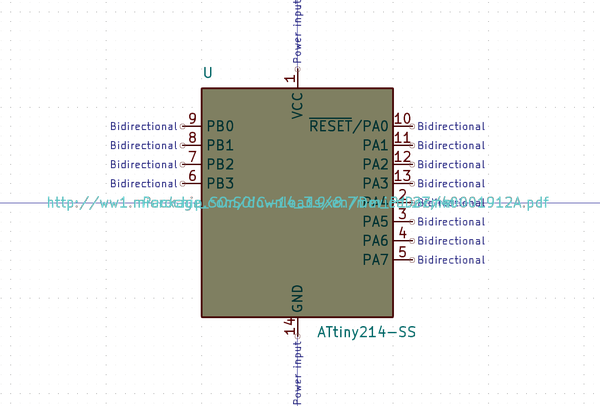 Power input
U
1
VCC
Bidirectional 9 PB0 RESET/PA0 10 Bidirectional
Bidirectional 8 PB1 PA1 11 Bidirectional
Bidirectional 7 PB2 PA2 12 Bidirectional
Bidirectional 6 PB3 PA3 13 Bidirectional
2
PA5 3 Bidirectional
PA6 4 Bidirectional
PA7 5 Bidirectional
GND
14
ATtiny214-SS
Power input